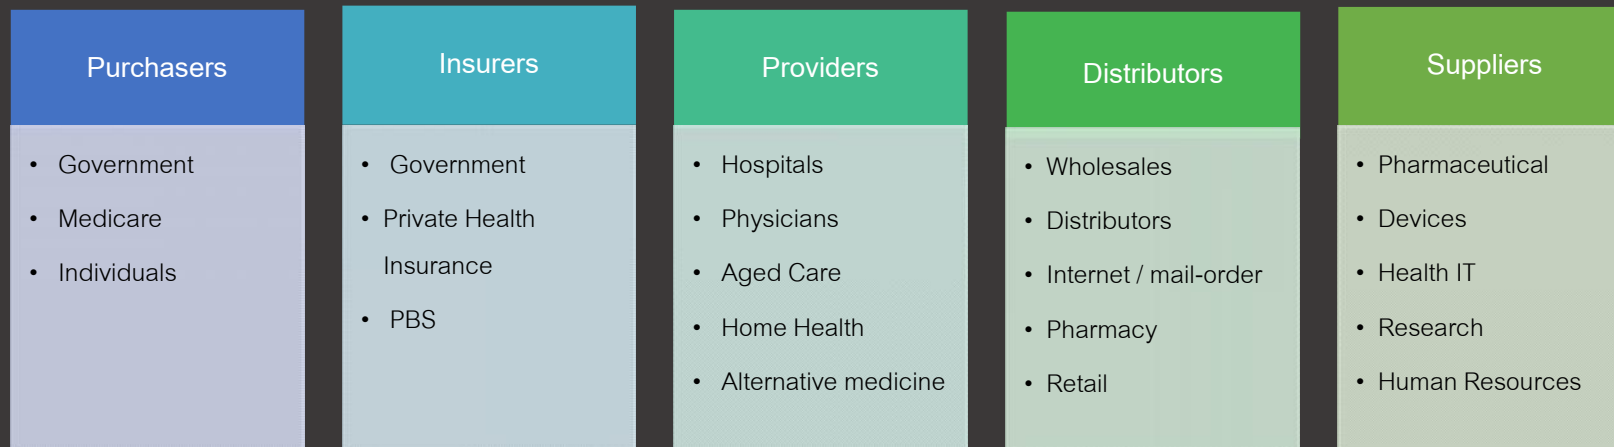 Purchasers
• Government
• Medicare
• Individuals
Insurers
• Government
• Private Health
Insurance
• PBS
Providers
• Hospitals
• Physicians
• Aged Care
• Home Health
• Alternative medicine
Distributors
• Wholesales
• Distributors
• Internet / mail-order
• Pharmacy
• Retail
Suppliers
• Pharmaceutical
• Devices
• Health IT
• Research
• Human Resources